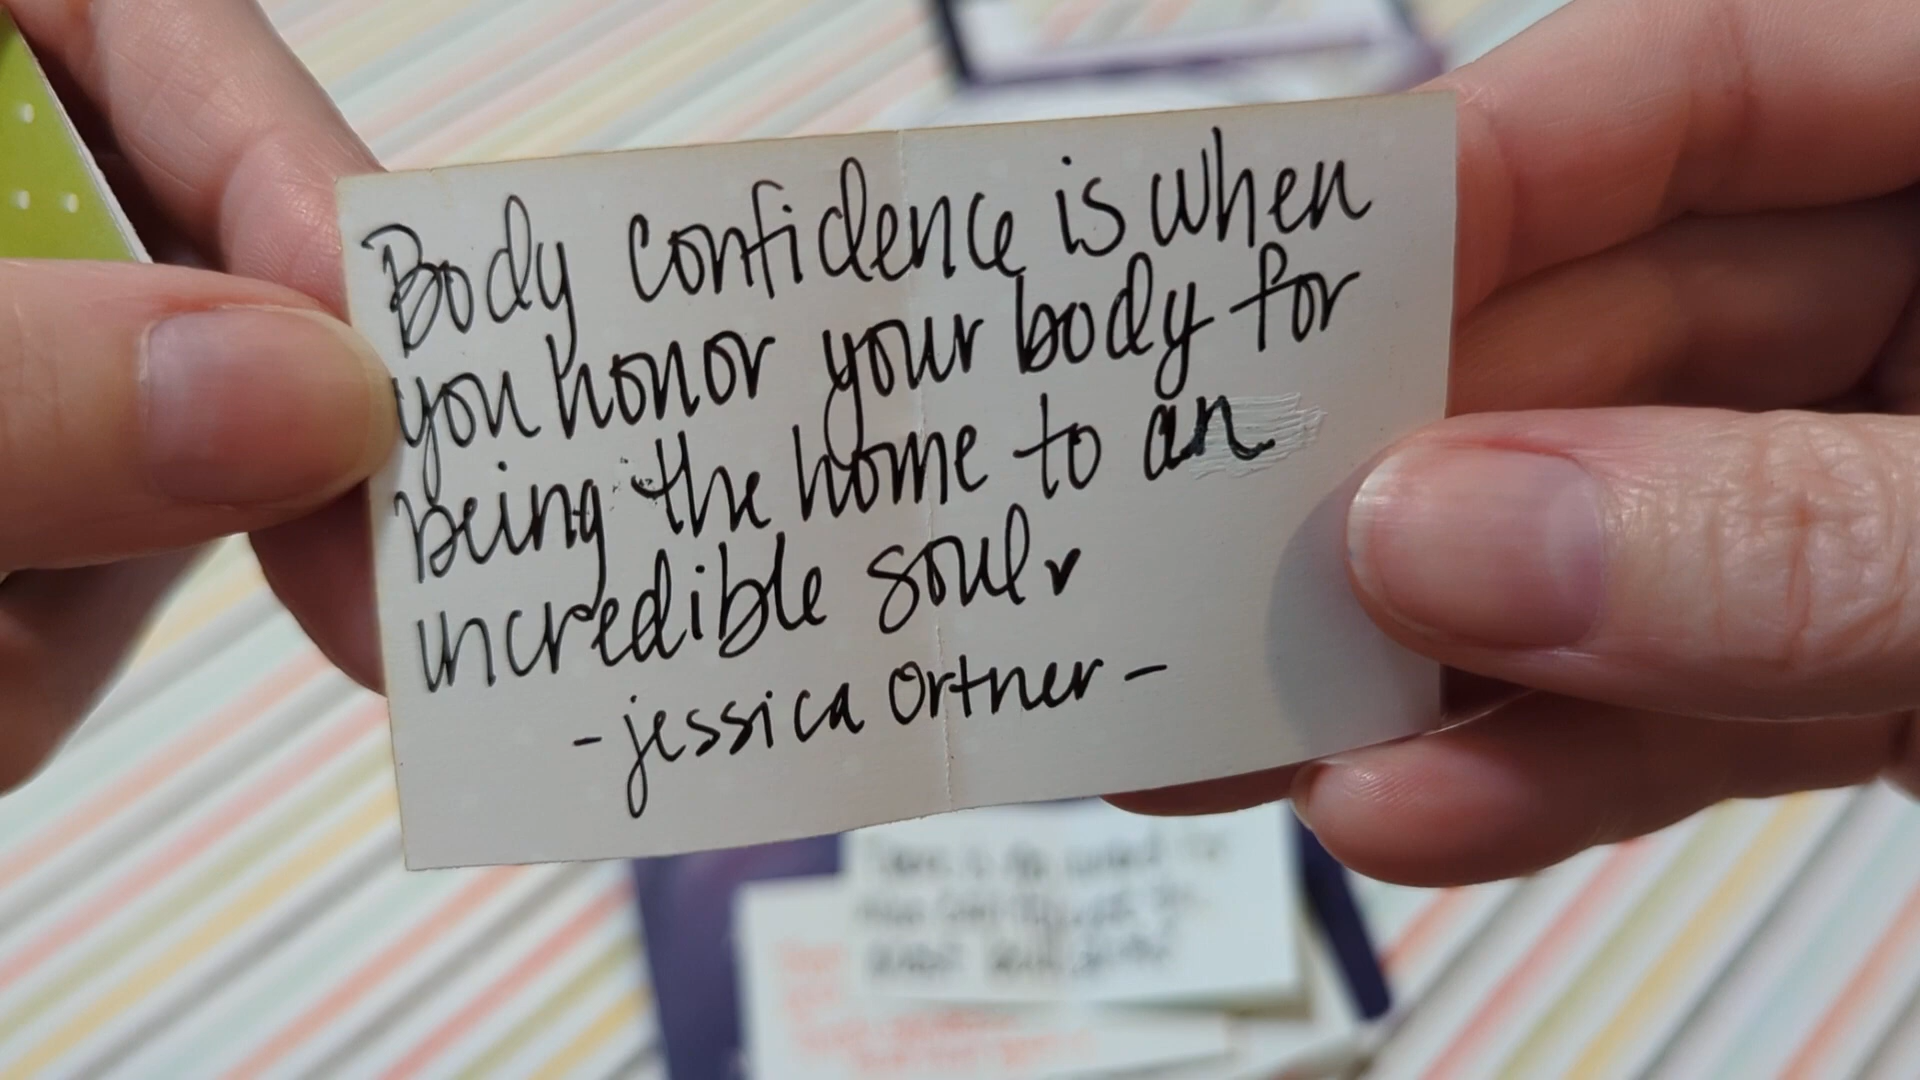 Body confidence is when
you honor your body for
being the home to an
incredible soul
-jessica Ortner-